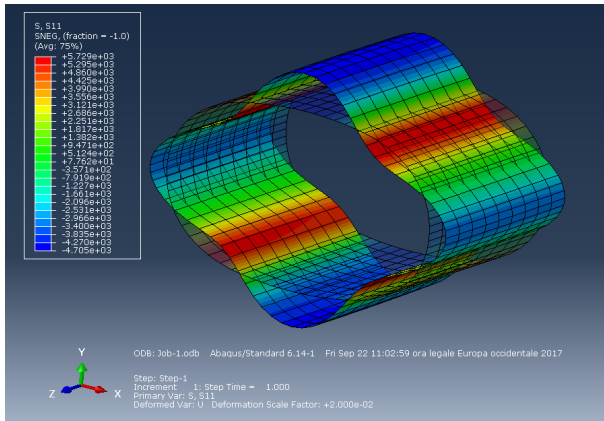 S, S11
SNEG, (fraction = -1.0)
(Avg: 75%)
+5.729e+03
+5.295e+03
+4.860e+03
+4.425e+03
+3.990e+03
+3.556e+03
+3.121e+03
+2.686e+03
+2.251e+03
+1.817e+03
+1.382e+03
+9.471e+02
+5.124e+02
+7.762e+01
-3.571e+02
-7.919e+02
-1.227e+03
-1.661e+03
-2.096e+03
-2.531e+03
-2.966e+03
-3.400e+03
-3.835e+03
-4.270e+03
-4.705e+03
ODB: Job-1.odb Abaqus/Standard 6.14-1 Fri Sep 22 11:02:59 ora legale Europa occidentale 2017
Y
Z X
Step: Step-1
Increment 1: Step Time = 1.000
Primary Var: S, S11
Deformed Var: U Deformation Scale Factor: +2.000e-02